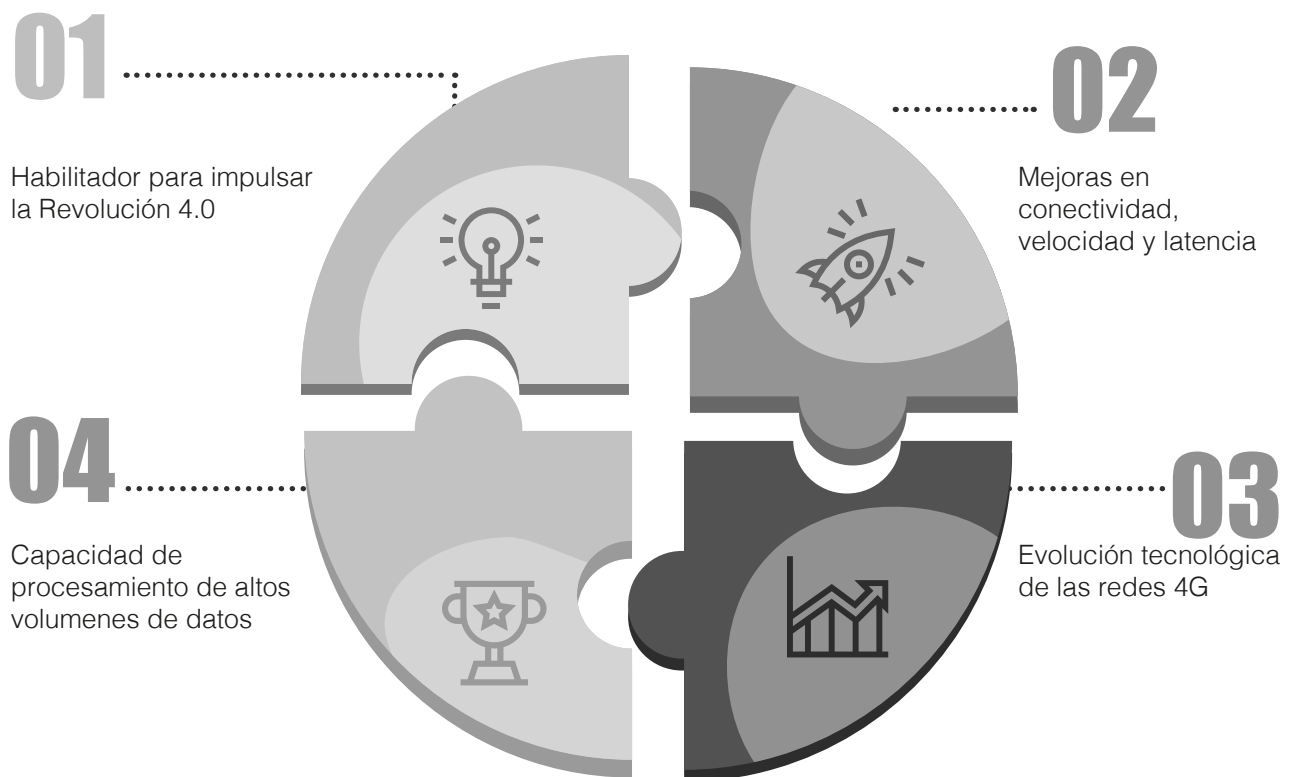 01
Habilitador para impulsar
la Revolución 4.0
02
Mejoras en
conectividad,
velocidad y latencia
03
Evolución tecnológica
de las redes 4G
04
Capacidad de
procesamiento de altos
volumenes de datos